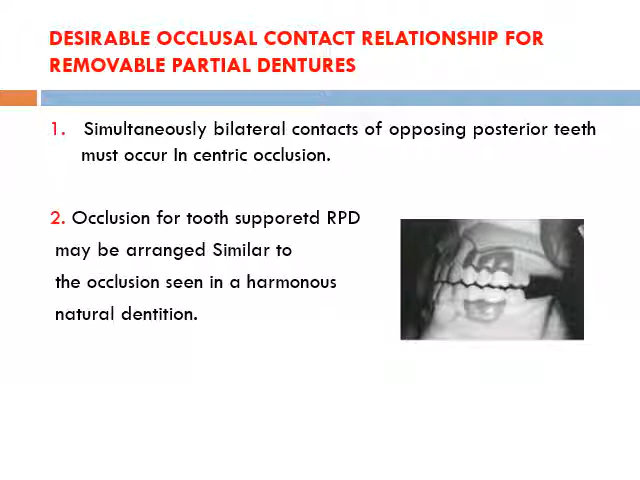 DESIRABLE OCCLUSAL CONTACT RELATIONSHIP FOR
REMOVABLE PARTIAL DENTURES
1. Simultaneously bilateral contacts of opposing posterior teeth
must occur In centric occlusion.
2. Occlusion for tooth supporetd RPD
may be arranged Similar to
the occlusion seen in a harmonous
natural dentition.